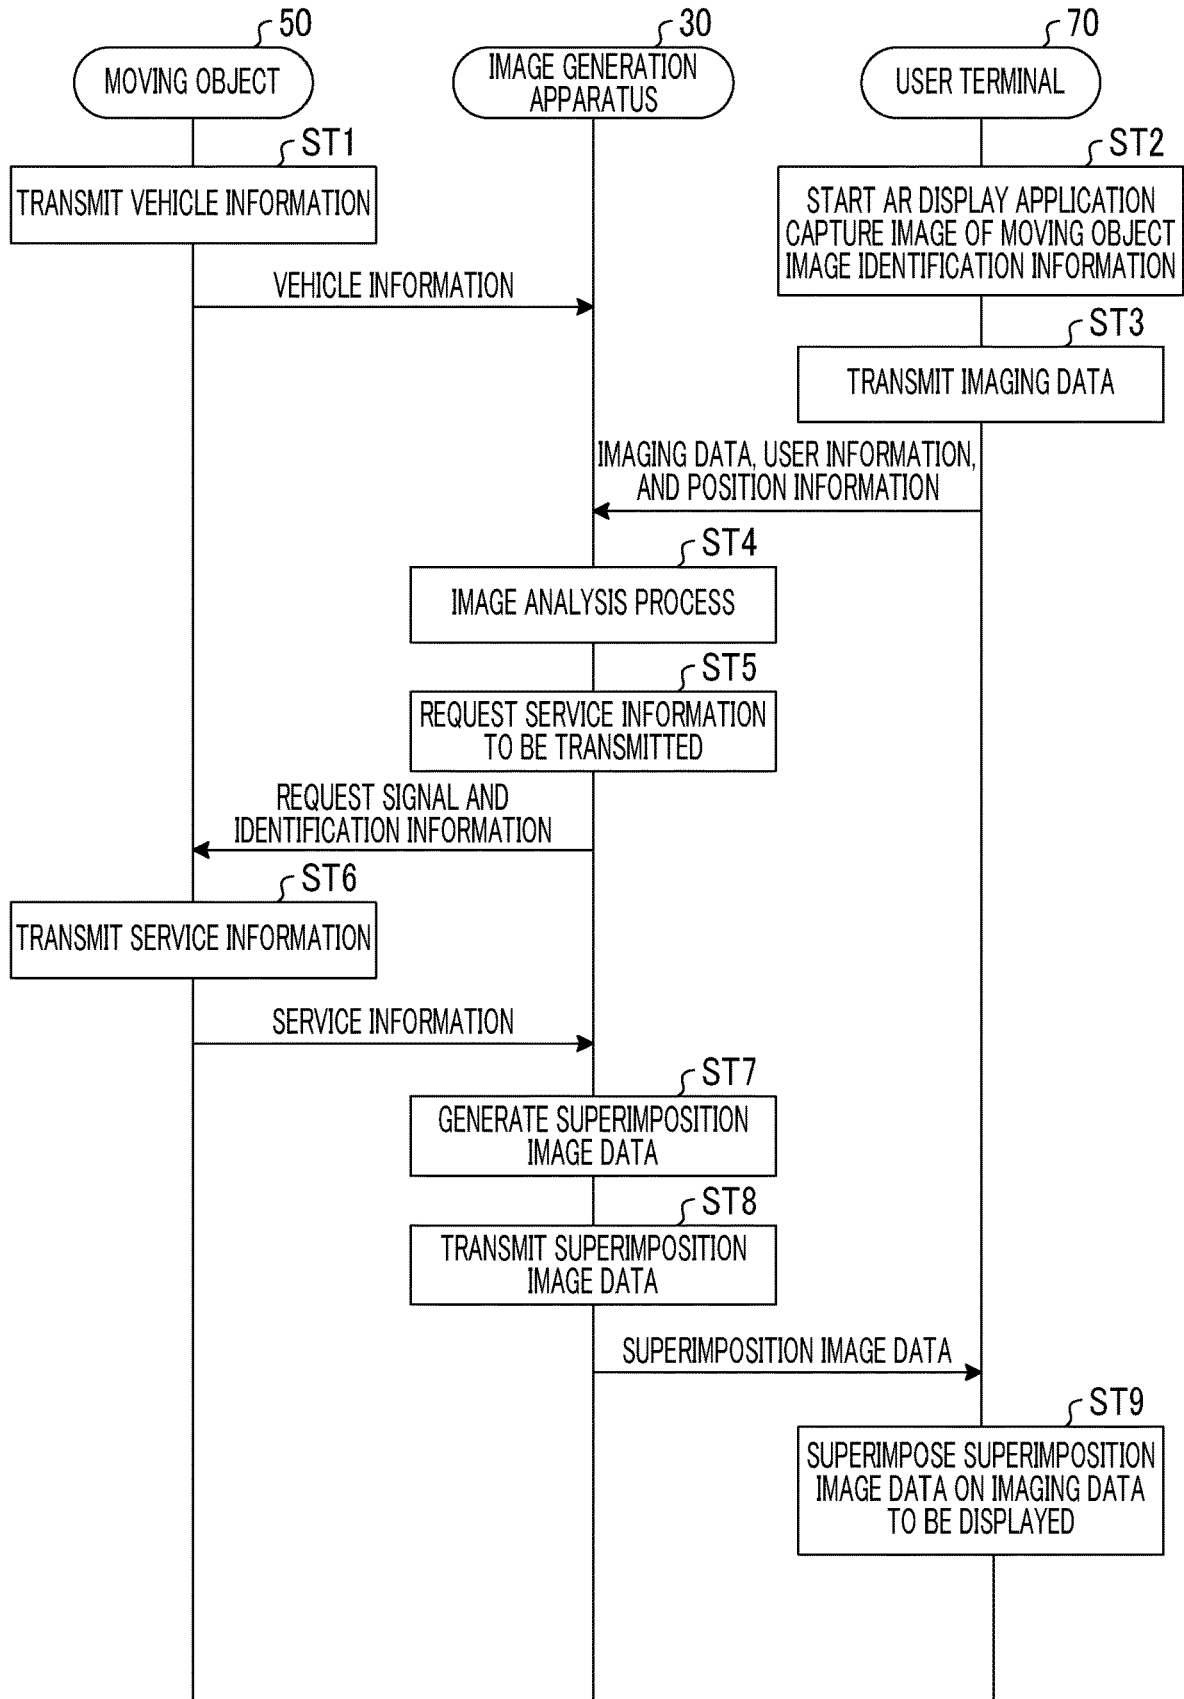 50
30
70
MOVING OBJECT
IMAGE GENERATION
APPARATUS
USER TERMINAL
ST1
TRANSMIT VEHICLE INFORMATION
ST2
START AR DISPLAY APPLICATION
CAPTURE IMAGE OF MOVING OBJECT
IMAGE IDENTIFICATION INFORMATION
VEHICLE INFORMATION
ST3
TRANSMIT IMAGING DATA
IMAGING DATA, USER INFORMATION,
AND POSITION INFORMATION
ST4
IMAGE ANALYSIS PROCESS
ST5
REQUEST SERVICE INFORMATION
TO BE TRANSMITTED
REQUEST SIGNAL AND
IDENTIFICATION INFORMATION
ST6
TRANSMIT SERVICE INFORMATION
SERVICE INFORMATION
ST7
GENERATE SUPERIMPOSITION
IMAGE DATA
ST8
TRANSMIT SUPERIMPOSITION
IMAGE DATA
SUPERIMPOSITION IMAGE DATA
ST9
SUPERIMPOSE SUPERIMPOSITION
IMAGE DATA ON IMAGING DATA
TO BE DISPLAYED